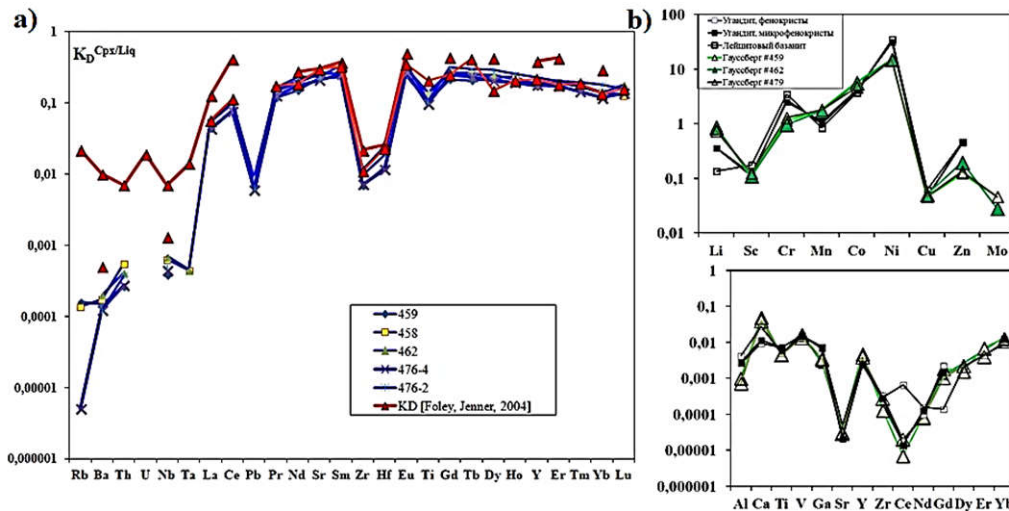 a)
K_D^Cpx/Liq
1
0,1
0,01
0,001
0,0001
0,00001
0,000001
459
458
462
476-4
476-2
KD [Foley, Jenner, 2004]
Rb Ba Th U Nb Ta La Ce Pb Pr Nd Sr Sm Zr Hf Eu Ti Gd Tb Dy Ho Y Er Tm Yb Lu
b)
100
10
1
0,1
0,01
Угандит, фенокристы
Угандит, микрофенокристы
Лейцитовый базанит
Гауссберг #459
Гауссберг #462
Гауссберг #479
Li Sc Cr Mn Co Ni Cu Zn Mo
1
0,1
0,01
0,001
0,0001
0,00001
0,000001
Al Ca Ti V Ga Sr Y Zr Ce Nd Gd Dy Er Yb